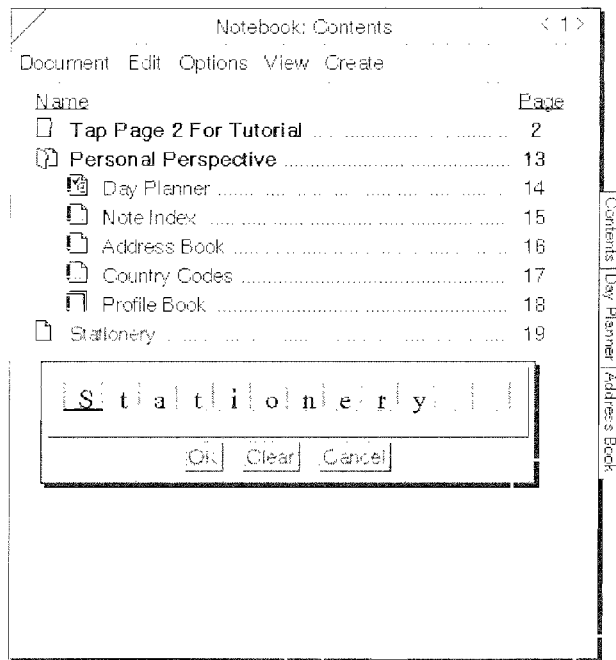 Notebook: Contents < 1 >
Document Edit Options View Create
Name Page
Tap Page 2 For Tutorial 2
Personal Perspective 13
Day Planner 14
Note Index 15
Address Book 16
Country Codes 17
Profile Book 18
Stationery 19
Stationery
OK Clear Cancel
Contents
Day Planner
Address Book